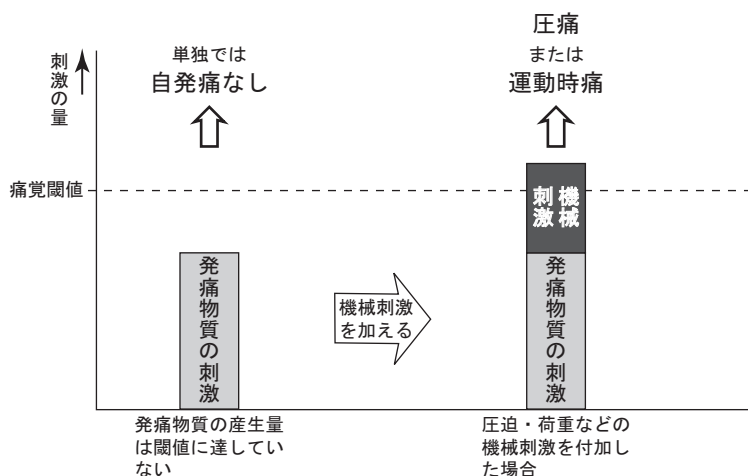 刺激の量
単独では
自発痛なし
圧痛
または
運動時痛
痛覚閾値
発痛物質の刺激
機械刺激
を加える
機械
刺激
発痛物質の刺激
発痛物質の産生量
は閾値に達してい
ない
圧迫・荷重などの
機械刺激を付加し
た場合